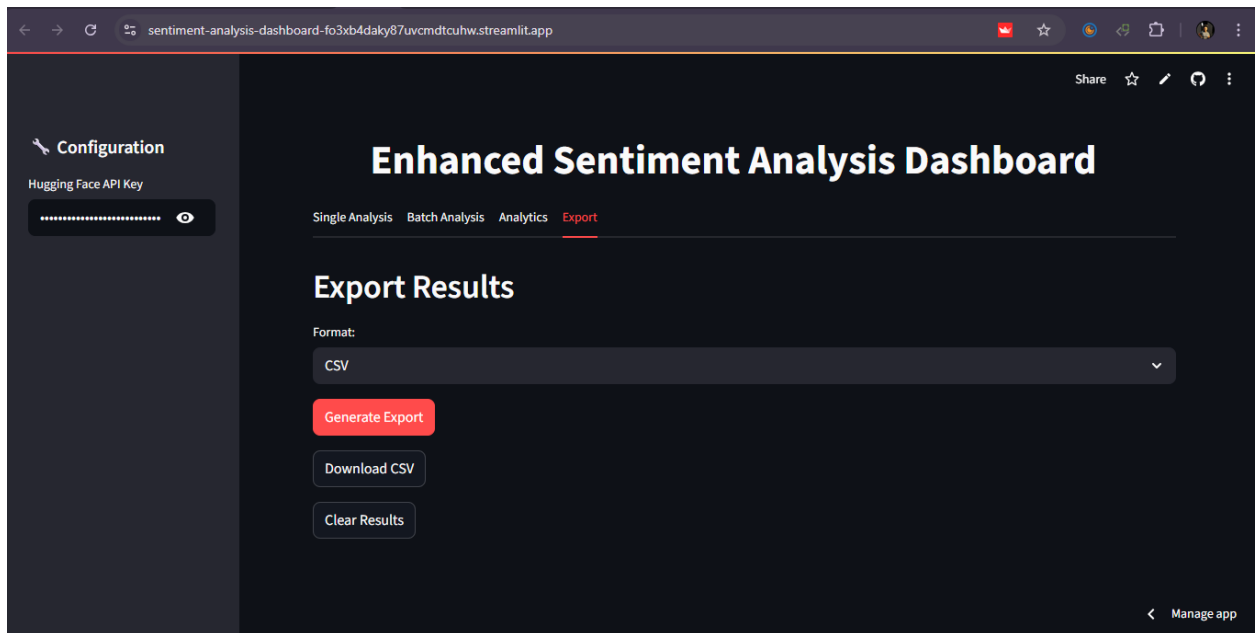 sentiment-analysis-dashboard-fo3xb4daky87uvcmdtcuhw.streamlit.app
Share
Configuration
Hugging Face API Key
Enhanced Sentiment Analysis Dashboard
Single Analysis Batch Analysis Analytics Export
Export Results
Format:
CSV
Generate Export
Download CSV
Clear Results
Manage app